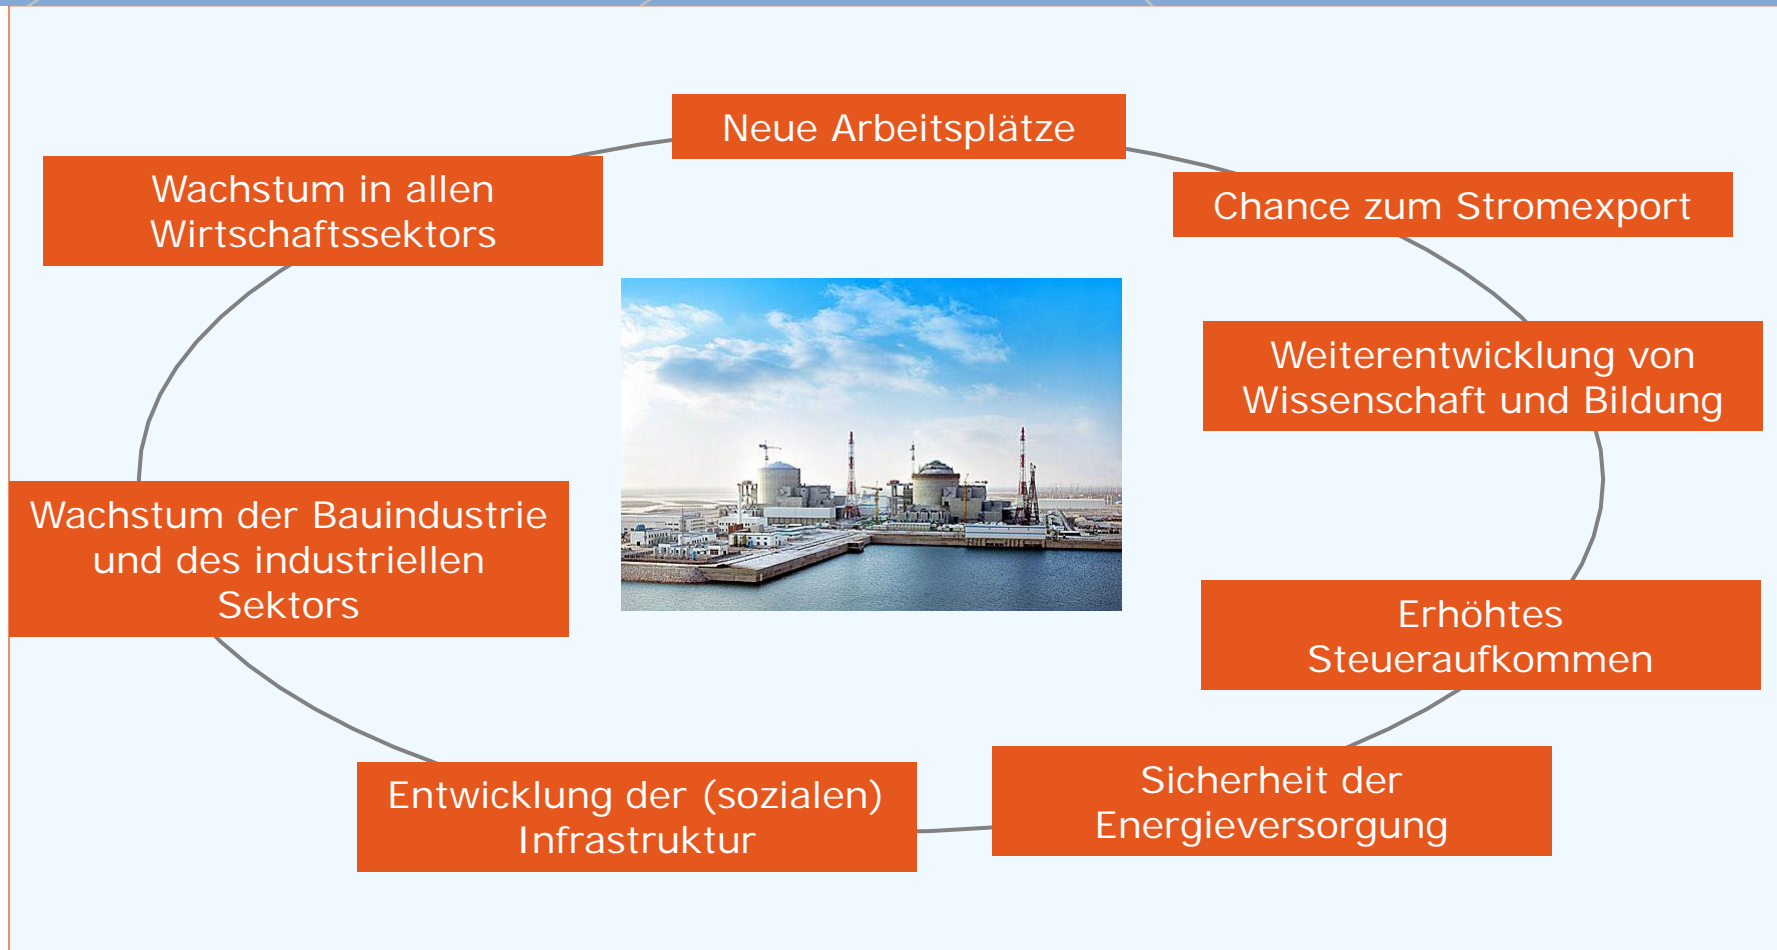 Neue Arbeitsplätze
Chance zum Stromexport
Weiterentwicklung von
Wissenschaft und Bildung
Erhöhtes
Steueraufkommen
Sicherheit der
Energieversorgung
Entwicklung der (sozialen)
Infrastruktur
Wachstum der Bauindustrie
und des industriellen
Sektors
Wachstum in allen
Wirtschaftssektors